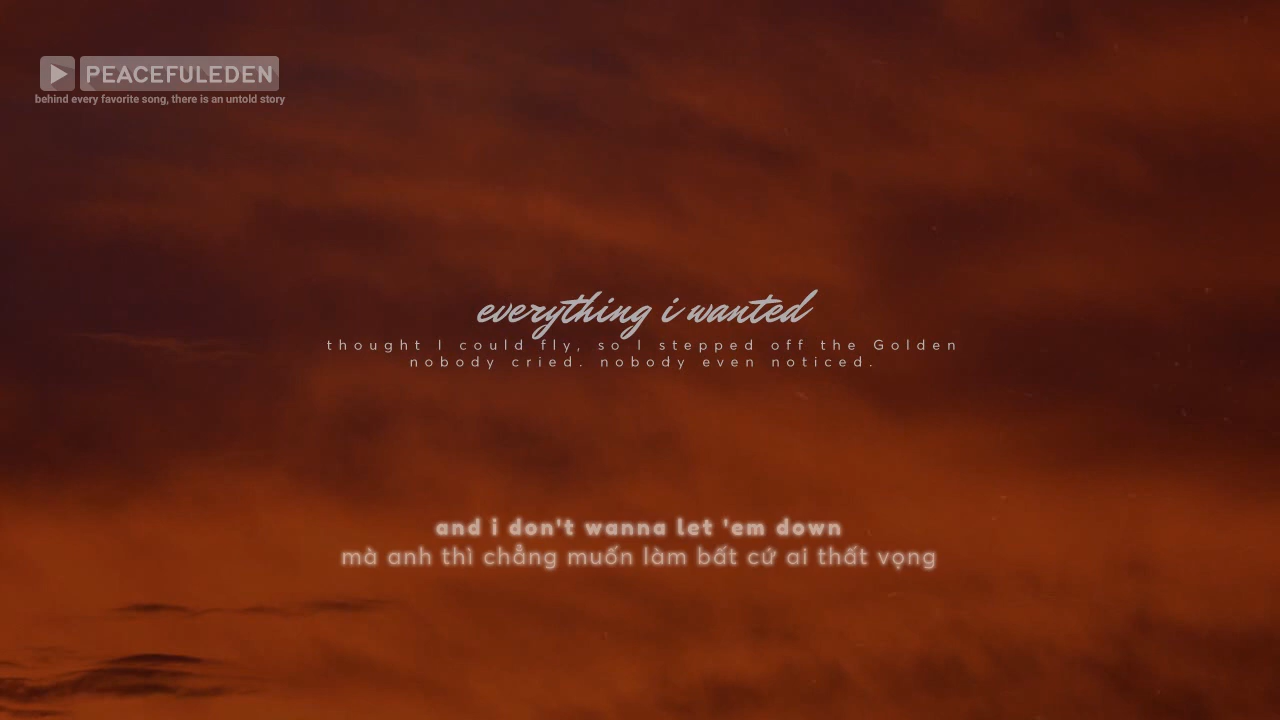 PEACEFULEDEN
behind every favorite song, there is an untold story
everything i wanted
thought I could fly, so I stepped off the Golden
nobody cried. nobody even noticed.
and i don't wanna let 'em down
mà anh thì chẳng muốn làm bất cứ ai thất vọng